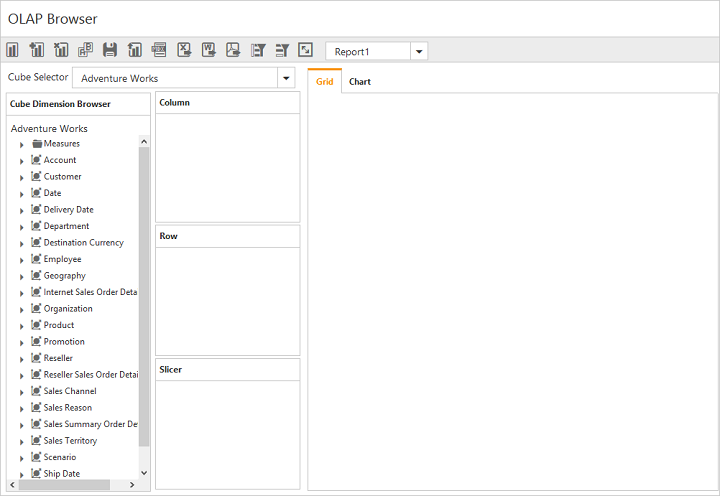 OLAP Browser
Report1
Cube Selector
Adventure Works
Grid
Chart
Cube Dimension Browser
Adventure Works
Measures
Account
Customer
Date
Delivery Date
Department
Destination Currency
Employee
Geography
Internet Sales Order Deta
Organization
Product
Promotion
Reseller
Reseller Sales Order Detai
Sales Channel
Sales Reason
Sales Summary Order De
Sales Territory
Scenario
Ship Date
Column
Row
Slicer